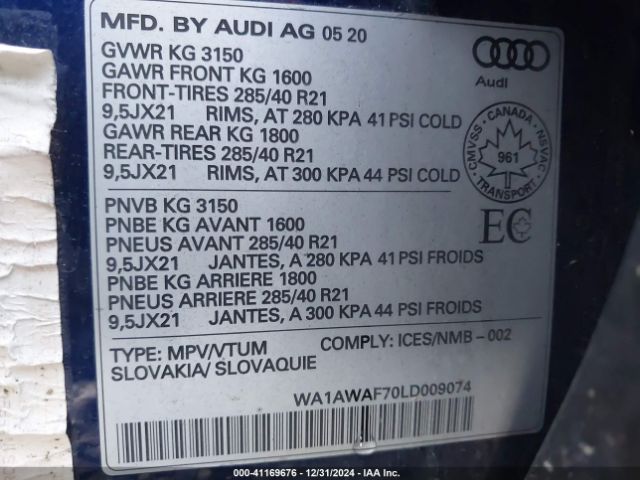 MFD. BY AUDI AG 05 20
GVWR KG 3150
GAWR FRONT KG 1600
FRONT-TIRES 285/40 R21
9,5JX21 RIMS, AT 280 KPA 41 PSI COLD
GAWR REAR KG 1800
REAR-TIRES 285/40 R21
9,5JX21 RIMS, AT 300 KPA 44 PSI COLD
Audi
CMVSS - CANADA - NSVAC
961
TRANSPORT
PNVB KG 3150
PNBE KG AVANT 1600
PNEUS AVANT 285/40 R21
9,5JX21 JANTES, A 280 KPA 41 PSI FROIDS
PNBE KG ARRIERE 1800
PNEUS ARRIERE 285/40 R21
9,5JX21 JANTES, A 300 KPA 44 PSI FROIDS
EC
TYPE: MPV/VTUM COMPLY: ICES/NMB-002
SLOVAKIA/ SLOVAQUIE
WA1AWAF70LD009074
000-41169676 - 12/31/2024 - IAA Inc.